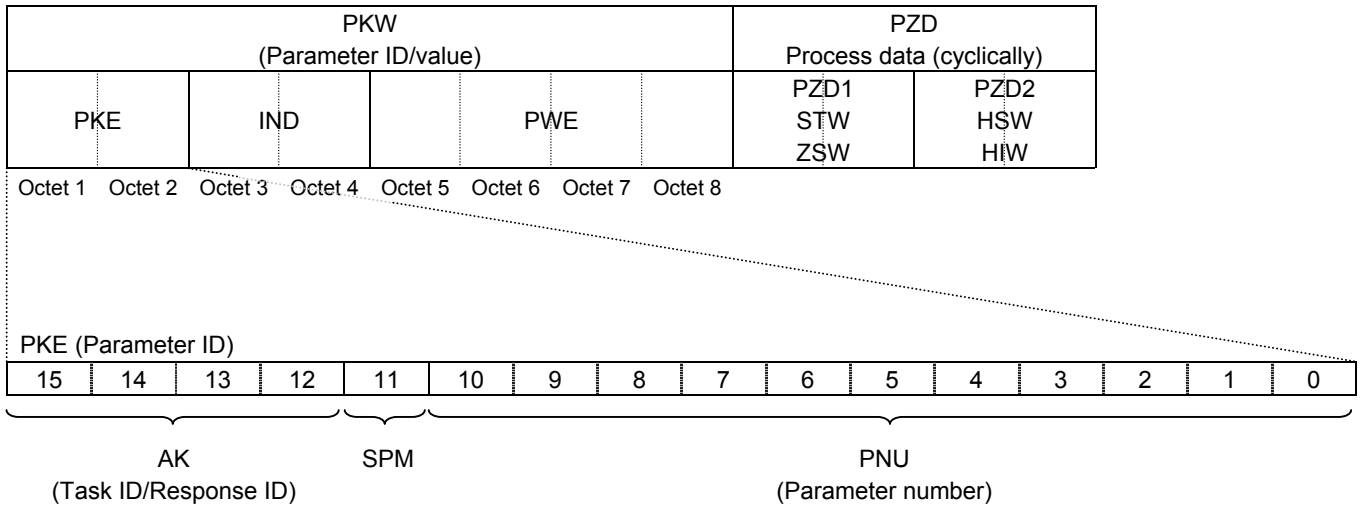 PKW PZD
(Parameter ID/value) Process data (cyclically)
PKE IND PWE PZD1 PZD2
STW HSW
ZSW HIW
Octet 1 Octet 2 Octet 3 Octet 4 Octet 5 Octet 6 Octet 7 Octet 8
PKE (Parameter ID)
15 14 13 12 11 10 9 8 7 6 5 4 3 2 1 0
AK SPM PNU
(Task ID/Response ID) (Parameter number)